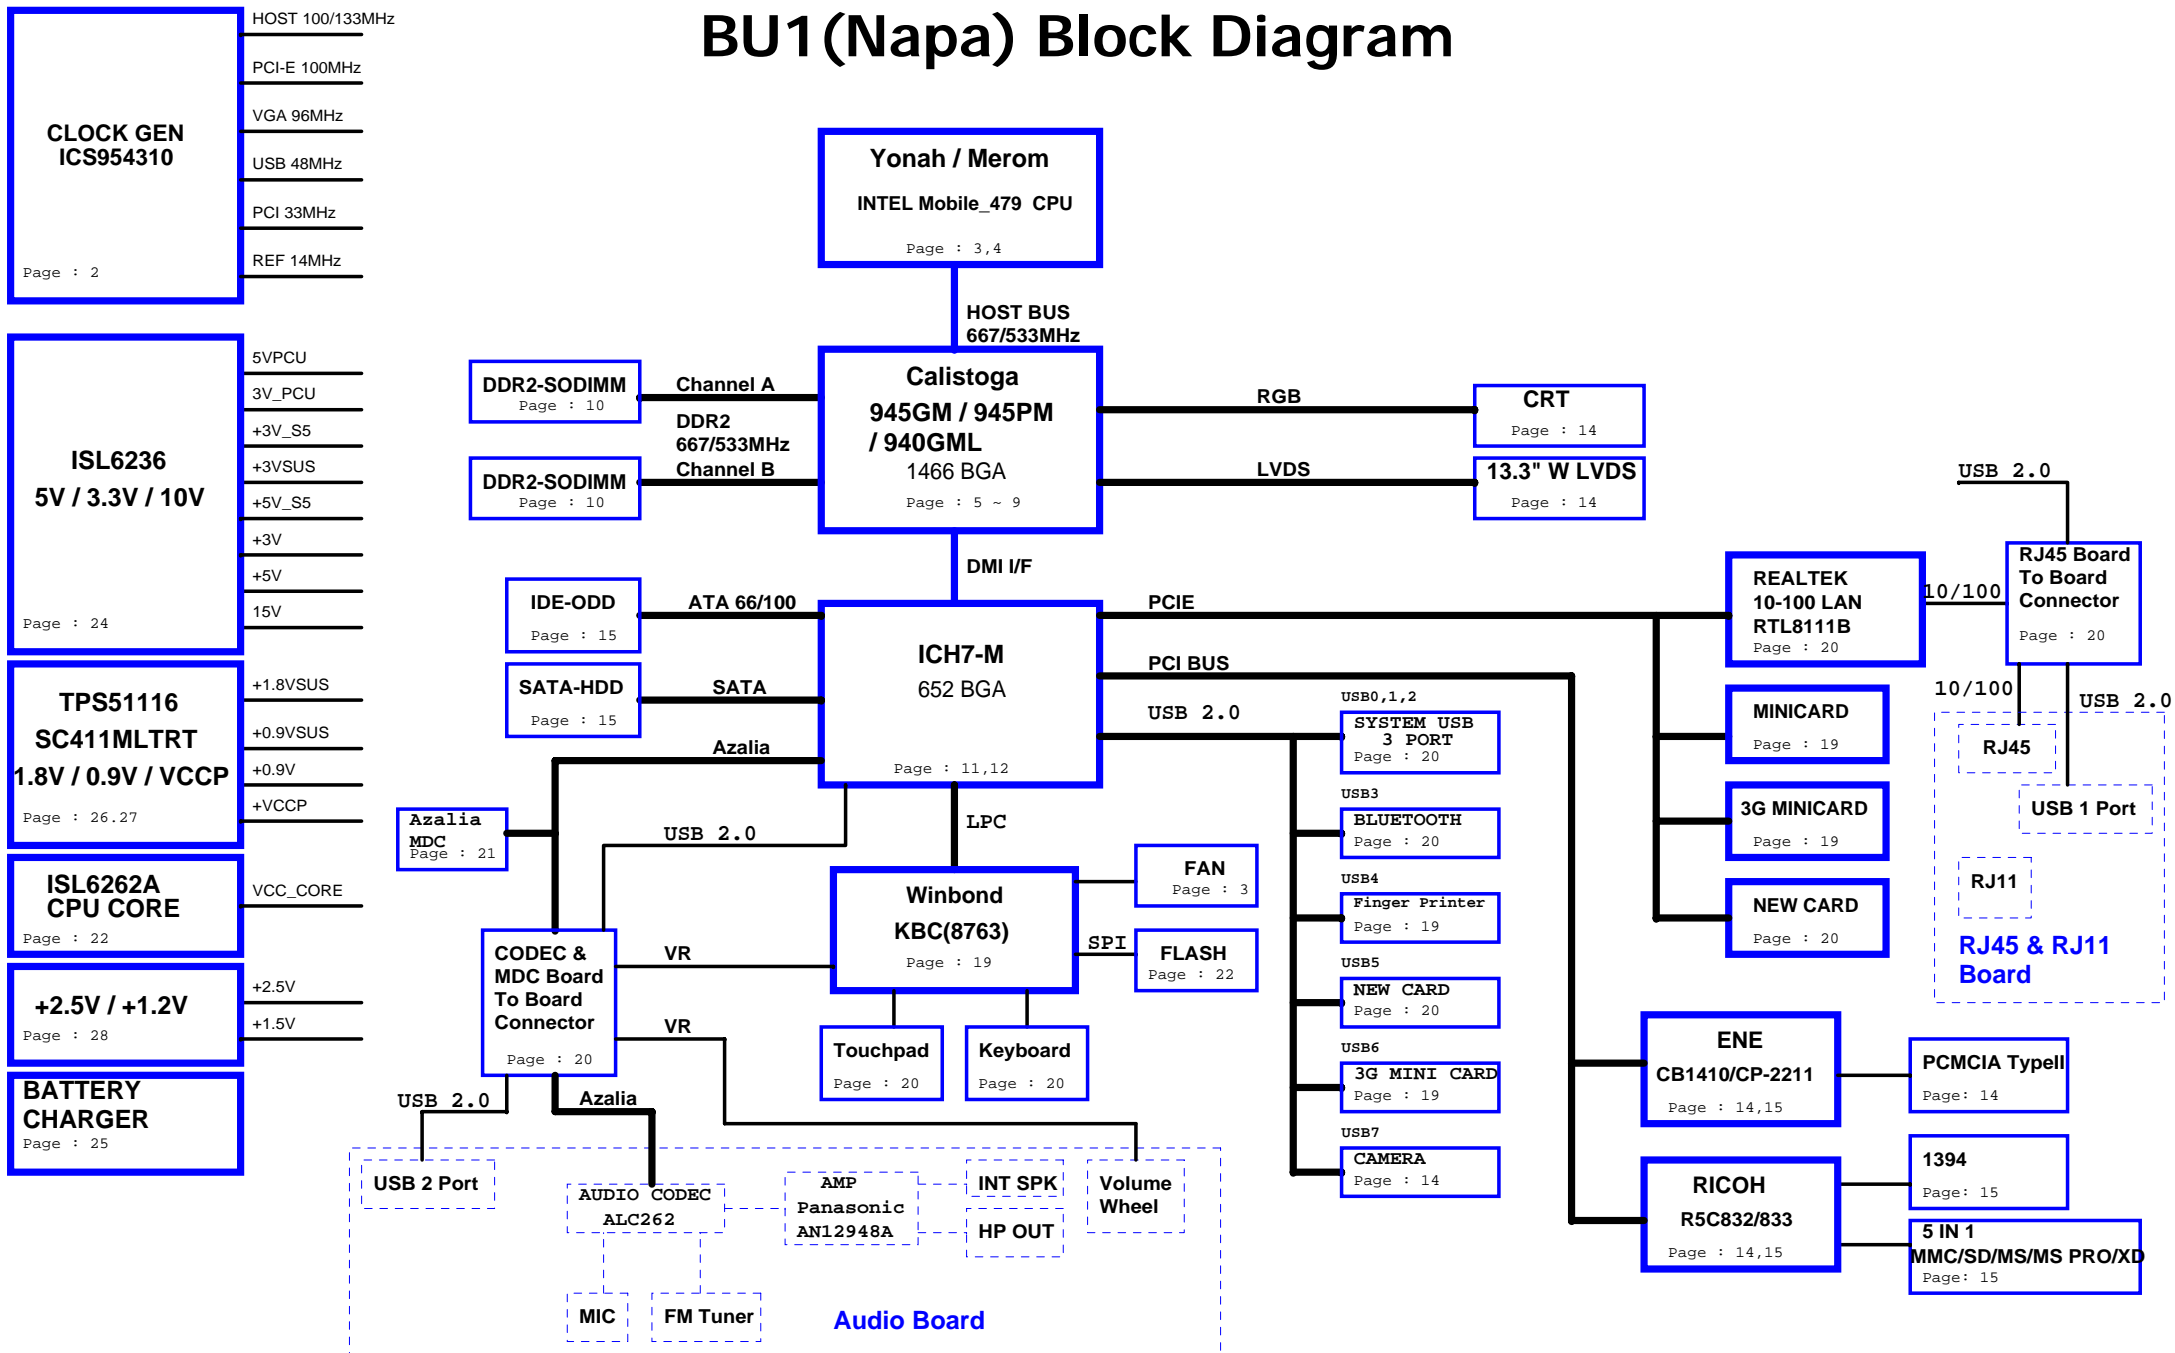 BU1(Napa) Block Diagram
CLOCK GEN
ICS954310
Page : 2
HOST 100/133MHz
PCI-E 100MHz
VGA 96MHz
USB 48MHz
PCI 33MHz
REF 14MHz
ISL6236
5V / 3.3V / 10V
Page : 24
5VPCU
3V_PCU
+3V_S5
+3VSUS
+5V_S5
+3V
+5V
15V
TPS51116
SC411MLTRT
1.8V / 0.9V / VCCP
Page : 26.27
+1.8VSUS
+0.9VSUS
+0.9V
+VCCP
ISL6262A
CPU CORE
Page : 22
VCC_CORE
+2.5V / +1.2V
Page : 28
+2.5V
+1.5V
BATTERY
CHARGER
Page : 25
Yonah / Merom
INTEL Mobile_479 CPU
Page : 3,4
HOST BUS
667/533MHz
DDR2-SODIMM
Page : 10
Channel A
DDR2
667/533MHz
Channel B
DDR2-SODIMM
Page : 10
Calistoga
945GM / 945PM
/ 940GML
1466 BGA
Page : 5 ~ 9
RGB
CRT
Page : 14
LVDS
13.3" W LVDS
Page : 14
DMI I/F
IDE-ODD
Page : 15
ATA 66/100
SATA-HDD
Page : 15
SATA
Azalia
ICH7-M
652 BGA
Page : 11,12
PCIE
PCI BUS
USB 2.0
Azalia
MDC
Page : 21
USB 2.0
LPC
Winbond
KBC(8763)
Page : 19
FAN
Page : 3
SPI
FLASH
Page : 22
CODEC &
MDC Board
To Board
Connector
Page : 20
VR
VR
Touchpad
Page : 20
Keyboard
Page : 20
USB 2.0
Azalia
USB 2 Port
AUDIO CODEC
ALC262
AMP
Panasonic
AN12948A
INT SPK
HP OUT
Volume
Wheel
MIC
FM Tuner
Audio Board
USB0,1,2
SYSTEM USB
3 PORT
Page : 20
USB3
BLUETOOTH
Page : 20
USB4
Finger Printer
Page : 19
USB5
NEW CARD
Page : 20
USB6
3G MINI CARD
Page : 19
USB7
CAMERA
Page : 14
REALTEK
10-100 LAN
RTL8111B
Page : 20
MINICARD
Page : 19
3G MINICARD
Page : 19
NEW CARD
Page : 20
USB 2.0
10/100
RJ45 Board
To Board
Connector
Page : 20
10/100
USB 2.0
RJ45
USB 1 Port
RJ11
RJ45 & RJ11
Board
ENE
CB1410/CP-2211
Page : 14,15
PCMCIA TypeII
Page: 14
RICOH
R5C832/833
Page : 14,15
1394
Page: 15
5 IN 1
MMC/SD/MS/MS PRO/XD
Page: 15